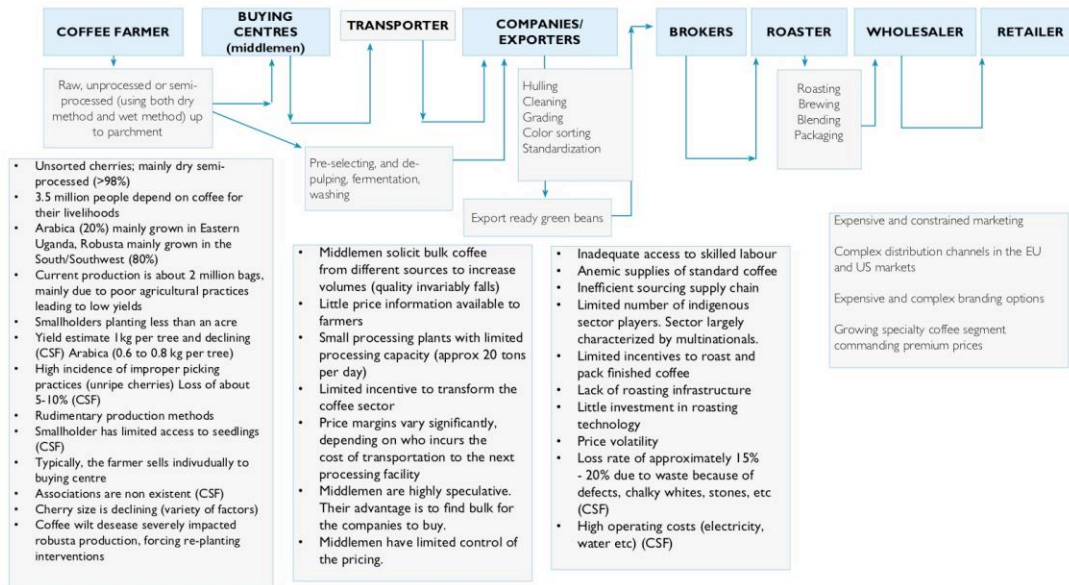 COFFEE FARMER
BUYING
CENTRES
(middlemen)
TRANSPORTER
COMPANIES/
EXPORTERS
BROKERS
ROASTER
WHOLESALER
RETAILER
Raw, unprocessed or semi-
processed (using both dry
method and wet method) up
to parchment
Pre-selecting, and de-
pulping, fermentation,
washing
Hulling
Cleaning
Grading
Color sorting
Standardization
Export ready green beans
Roasting
Brewing
Blending
Packaging
• Unsorted cherries; mainly dry semi-
processed (>98%)
• 3.5 million people depend on coffee for
their livelihoods
• Arabica (20%) mainly grown in Eastern
Uganda, Robusta mainly grown in the
South/Southwest (80%)
• Current production is about 2 million bags,
mainly due to poor agricultural practices
leading to low yields
• Smallholders planting less than an acre
• Yield estimate 1kg per tree and declining
(CSF) Arabica (0.6 to 0.8 kg per tree)
• High incidence of improper picking
practices (unripe cherries) Loss of about
5-10% (CSF)
• Rudimentary production methods
• Smallholder has limited access to seedlings
(CSF)
• Typically, the farmer sells indivudually to
buying centre
• Associations are non existent (CSF)
• Cherry size is declining (variety of factors)
• Coffee wilt desease severely impacted
robusta production, forcing re-planting
interventions
• Middlemen solicit bulk coffee
from different sources to increase
volumes (quality invariably falls)
• Little price information available to
farmers
• Small processing plants with limited
processing capacity (approx 20 tons
per day)
• Limited incentive to transform the
coffee sector
• Price margins vary significantly,
depending on who incurs the
cost of transportation to the next
processing facility
• Middlemen are highly speculative.
Their advantage is to find bulk for
the companies to buy.
• Middlemen have limited control of
the pricing.
• Inadequate access to skilled labour
• Anemic supplies of standard coffee
• Inefficient sourcing supply chain
• Limited number of indigenous
sector players. Sector largely
characterized by multinationals.
• Limited incentives to roast and
pack finished coffee
• Lack of roasting infrastructure
• Little investment in roasting
technology
• Price volatility
• Loss rate of approximately 15%
- 20% due to waste because of
defects, chalky whites, stones, etc
(CSF)
• High operating costs (electricity,
water etc) (CSF)
Expensive and constrained marketing
Complex distribution channels in the EU
and US markets
Expensive and complex branding options
Growing specialty coffee segment
commanding premium prices